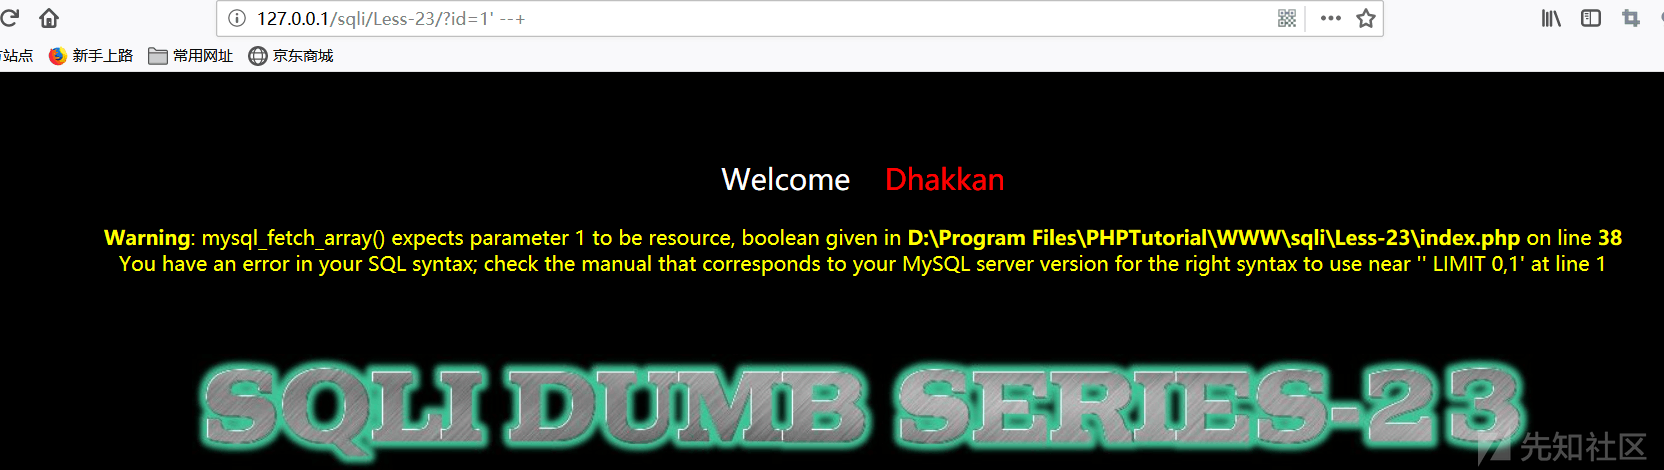 127.0.0.1/sqli/Less-23/?id=1' --+
站点 新手上路 常用网址 京东商城
Welcome Dhakkan
Warning: mysql_fetch_array() expects parameter 1 to be resource, boolean given in D:\Program Files\PHPTutorial\WWW\sqli\Less-23\index.php on line 38
You have an error in your SQL syntax; check the manual that corresponds to your MySQL server version for the right syntax to use near '' LIMIT 0,1' at line 1
SQLI DUMB SERIES-23
先知社区